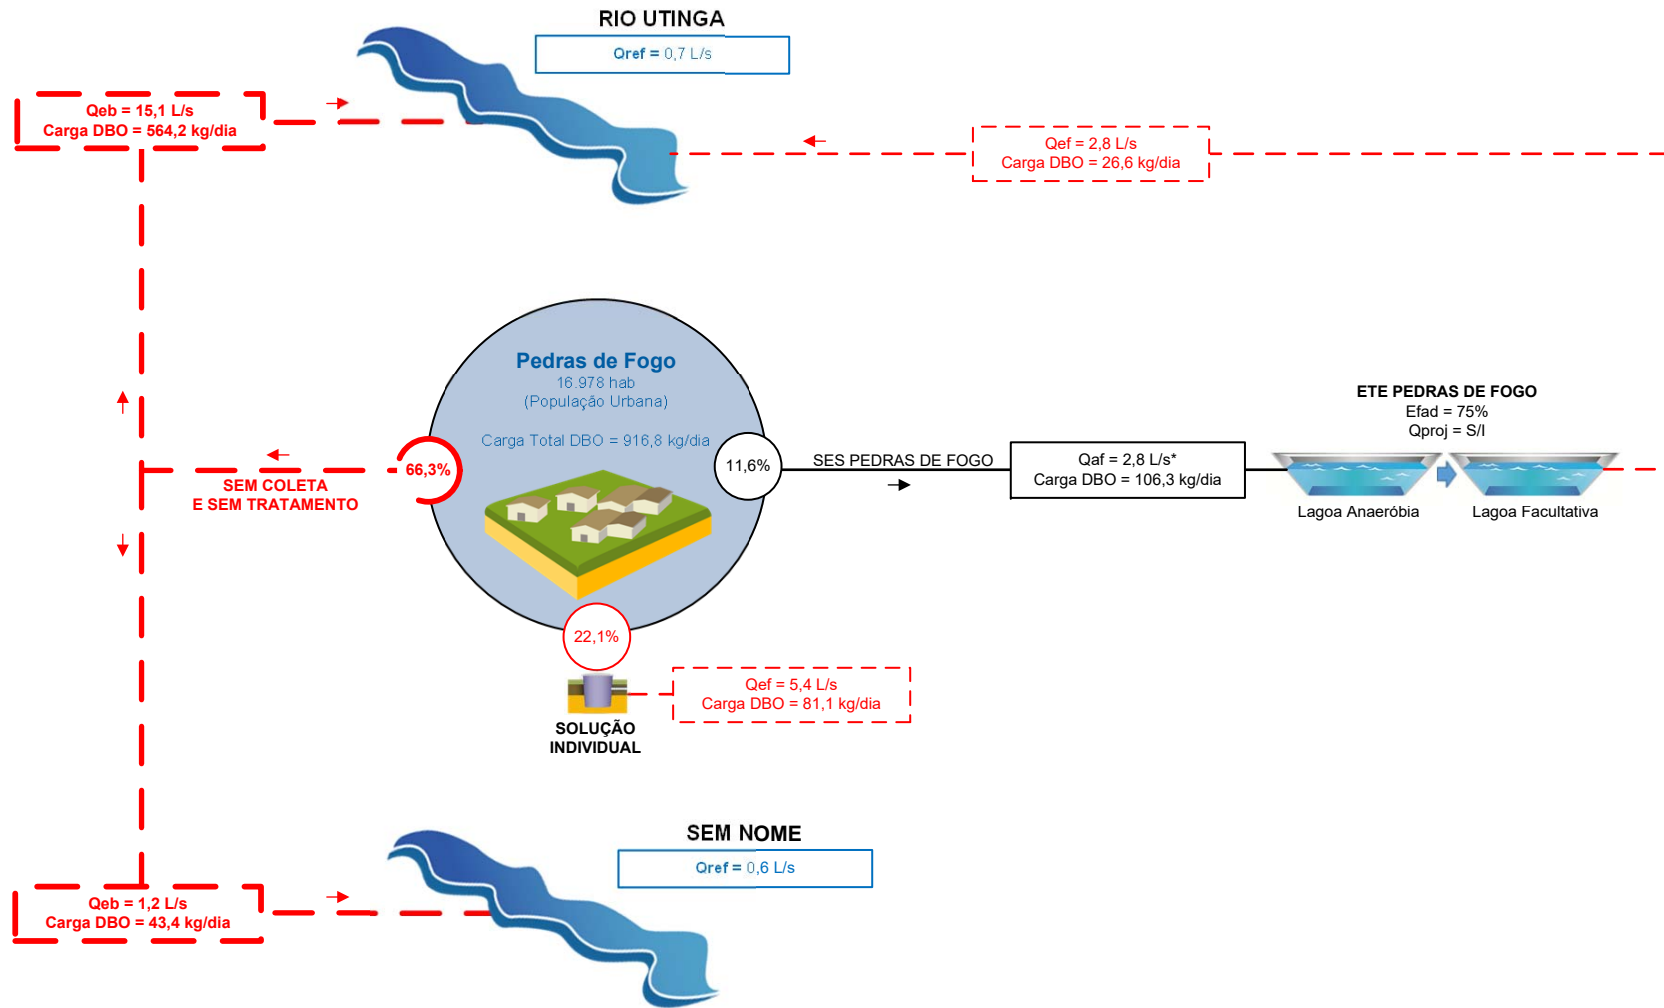 RIO UTINGA
Qref = 0,7 L/s
Qeb = 15,1 L/s
Carga DBO = 564,2 kg/dia
Qef = 2,8 L/s
Carga DBO = 26,6 kg/dia
Pedras de Fogo
16.978 hab
(População Urbana)
Carga Total DBO = 916,8 kg/dia
66,3%
11,6%
22,1%
SEM COLETA
E SEM TRATAMENTO
SES PEDRAS DE FOGO
Qaf = 2,8 L/s*
Carga DBO = 106,3 kg/dia
ETE PEDRAS DE FOGO
Efad = 75%
Qproj = S/I
Lagoa Anaeróbia
Lagoa Facultativa
Qef = 5,4 L/s
Carga DBO = 81,1 kg/dia
SOLUÇÃO
INDIVIDUAL
SEM NOME
Qref = 0,6 L/s
Qeb = 1,2 L/s
Carga DBO = 43,4 kg/dia